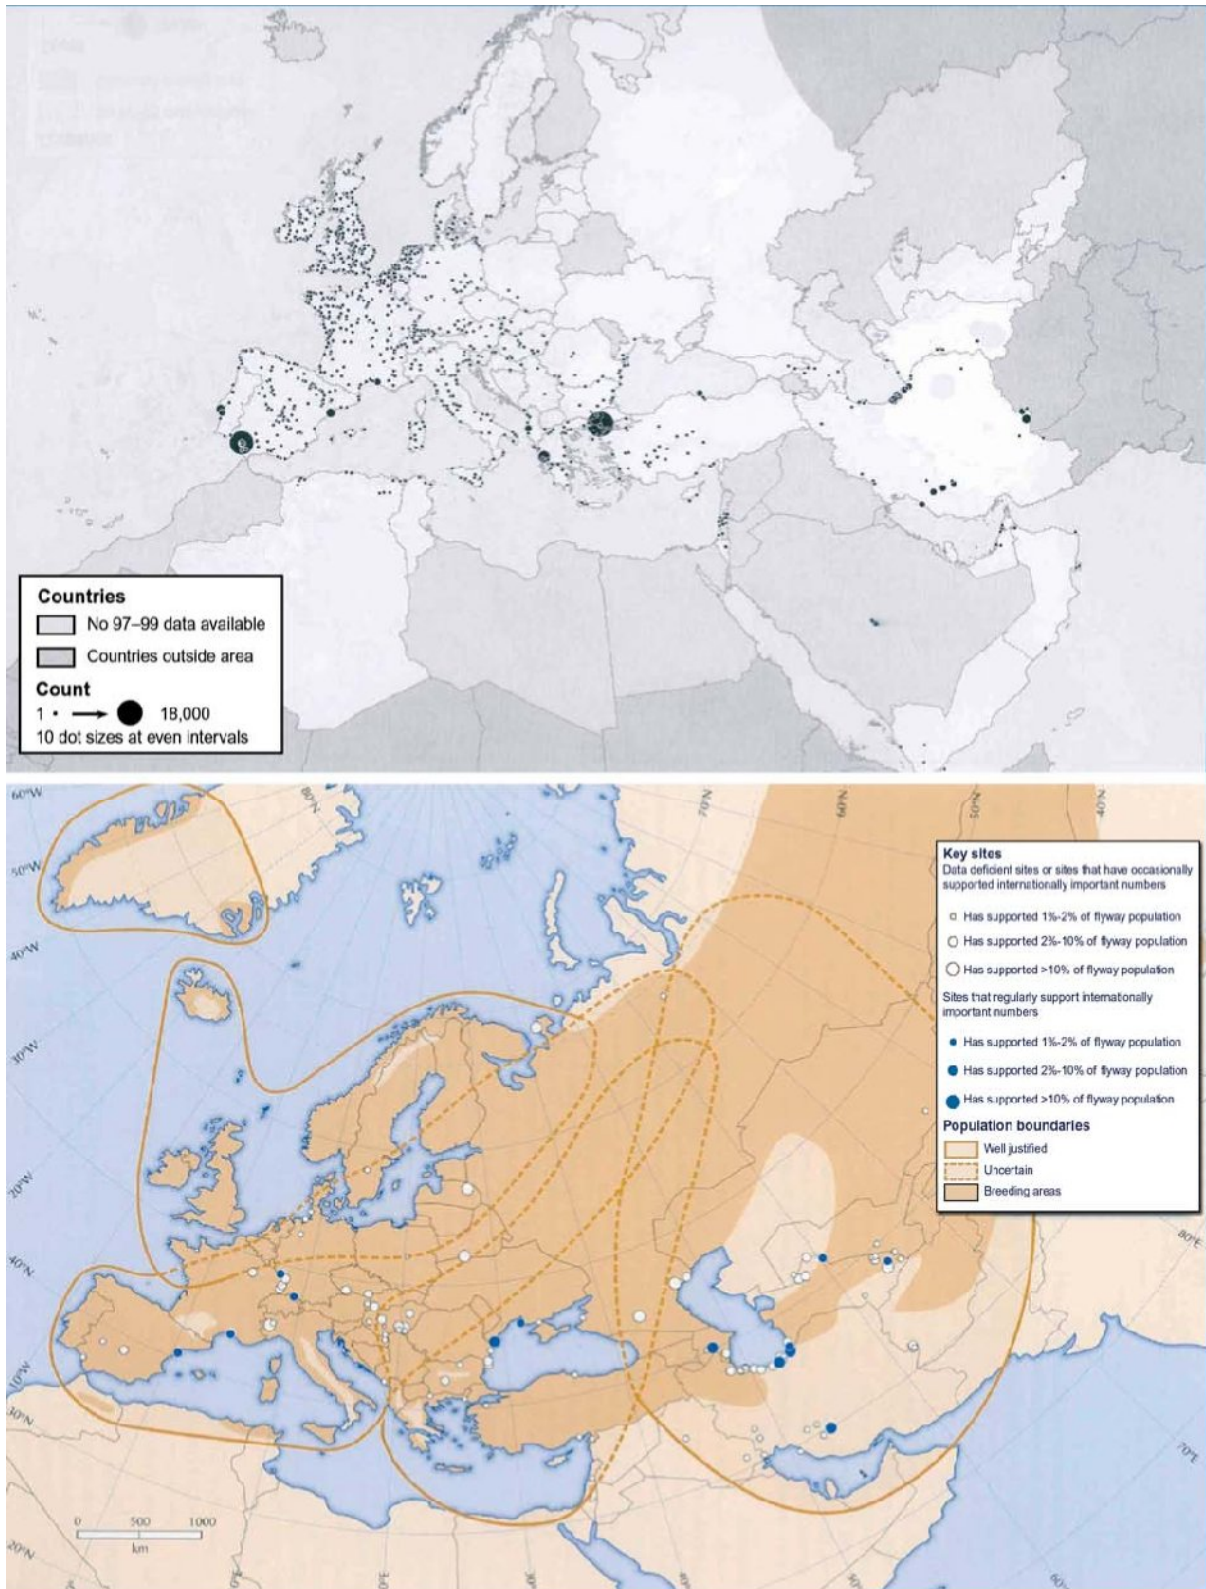 Countries
No 97–99 data available
Countries outside area
Count
1 18,000
10 dot sizes at even intervals
60°W
80°N
70°N
60°N
50°N
40°N
50°W
40°W
30°W
20°W
40°N
10°W
30°N
20°N
80°E
70°E
Key sites
Data deficient sites or sites that have occasionally
supported internationally important numbers
Has supported 1%-2% of flyway population
Has supported 2%-10% of flyway population
Has supported >10% of flyway population
Sites that regularly support internationally
important numbers
Has supported 1%-2% of flyway population
Has supported 2%-10% of flyway population
Has supported >10% of flyway population
Population boundaries
Well justified
Uncertain
Breeding areas
0 500 1000
km